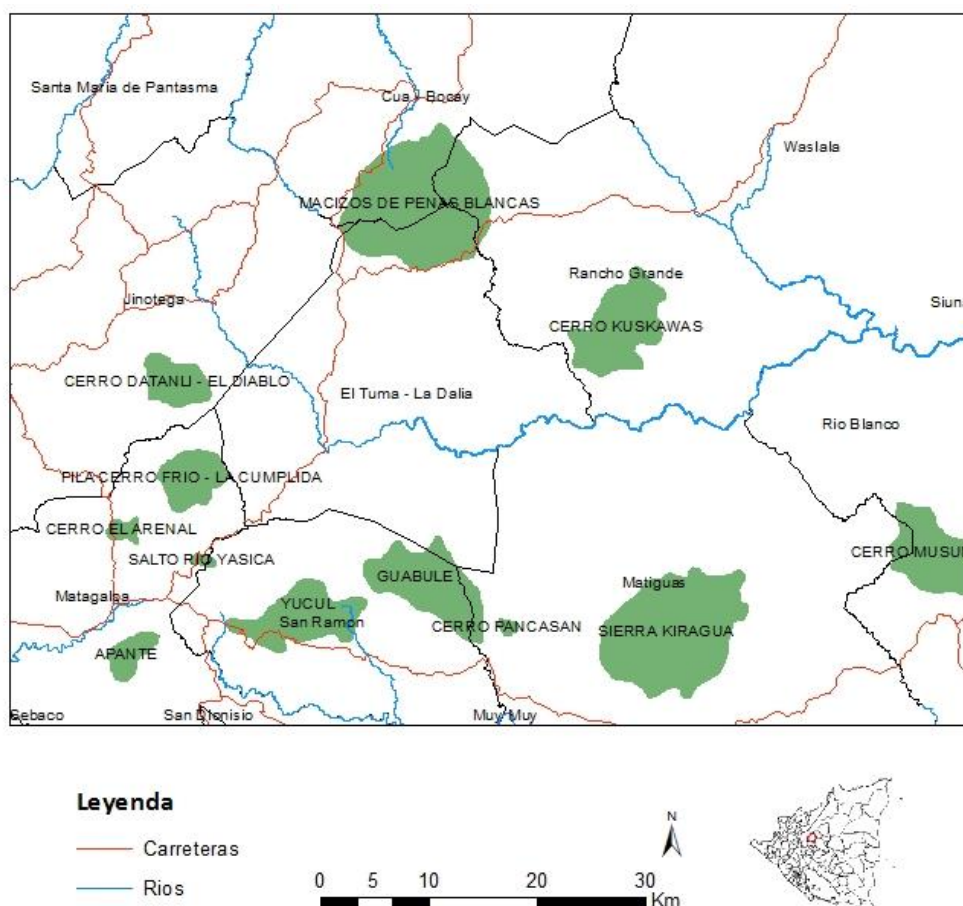 Santa Maria de Pantasma
Cua - Bocay
Waslala
MACIZOS DE PENAS BLANCAS
Rancho Grande
Jinotega
Siuna
CERRO KUSKAWAS
CERRO DATANLI - EL DIABLO
El Tuma - La Dalia
Rio Blanco
PILA CERRO FRIO - LA CUMPLIDA
CERRO EL ARENAL
CERRO MUSUN
SALTO RIO YASICA
GUABULE
Matiguas
Matagalpa
YUCUL
San Ramon
CERRO PANCASAN
SIERRA KIRAGUA
APANTE
Sebaco
San Dionisio
Muy Muy
Leyenda
Carreteras
Rios
N
0 5 10 20 30
Km